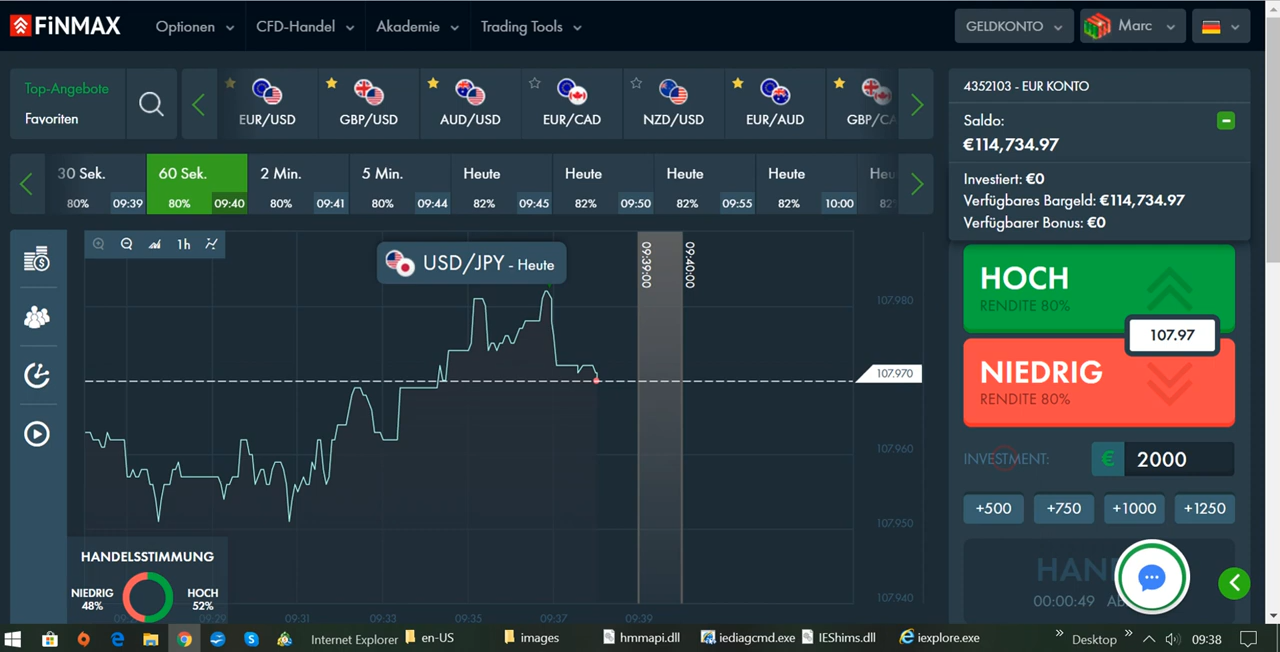 FiNMAX
Optionen
CFD-Handel
Akademie
Trading Tools
GELDKONTO
Marc
Top-Angebote
Favoriten
EUR/USD
GBP/USD
AUD/USD
EUR/CAD
NZD/USD
EUR/AUD
GBP/CA
4352103 - EUR KONTO
Saldo:
€114,734.97
Investiert: €0
Verfügbares Bargeld: €114,734.97
Verfügbarer Bonus: €0
30 Sek.
80% 09:39
60 Sek.
80% 09:40
2 Min.
80% 09:41
5 Min.
80% 09:44
Heute
82% 09:45
Heute
82% 09:50
Heute
82% 09:55
Heute
82% 10:00
Heu
82%
1h
USD/JPY - Heute
09:39:00
09:40:00
107.980
107.970
107.960
107.950
107.940
HOCH
RENDITE 80%
107.97
NIEDRIG
RENDITE 80%
INVESTMENT:
€ 2000
+500
+750
+1000
+1250
HAN
00:00:49
HANDELSSTIMMUNG
NIEDRIG
48%
HOCH
52%
09:29
09:31
09:33
09:35
09:37
09:39
Internet Explorer
en-US
images
hmmapi.dll
iediagcmd.exe
IEShims.dll
iexplore.exe
Desktop
09:38